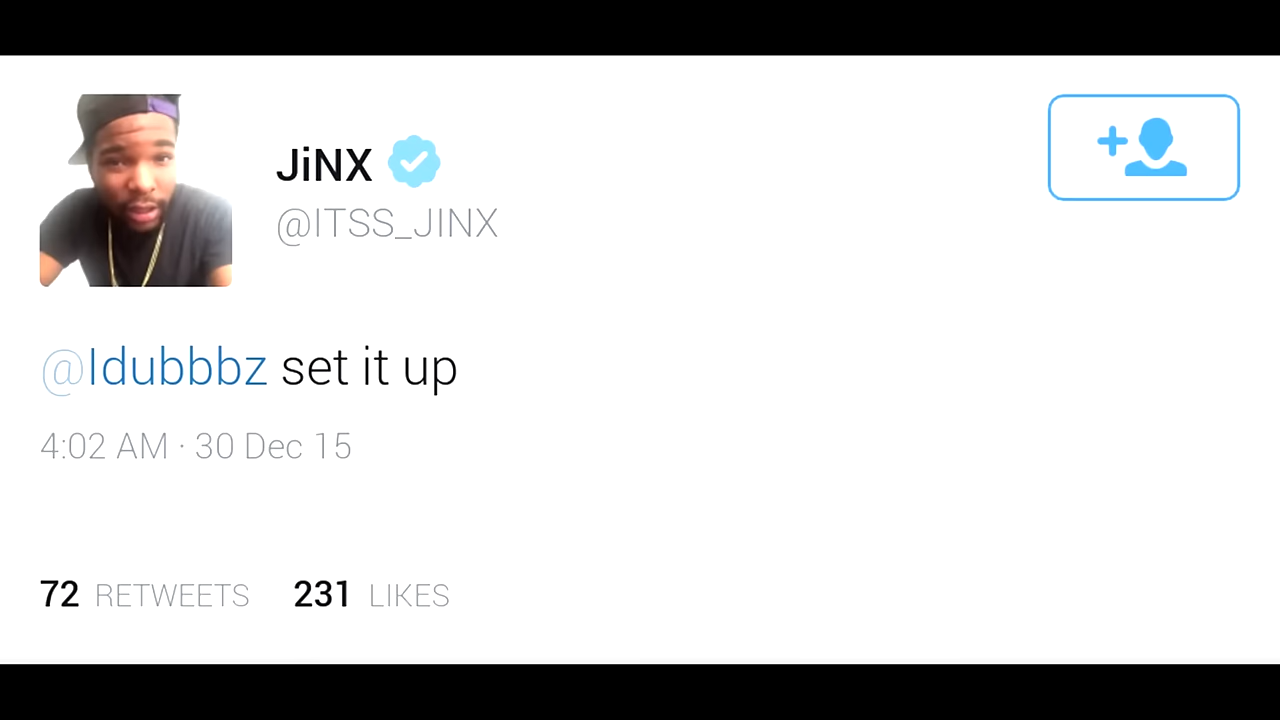 JiNX
@ITSS_JINX
@Idubbbz set it up
4:02 AM · 30 Dec 15
72 RETWEETS 231 LIKES